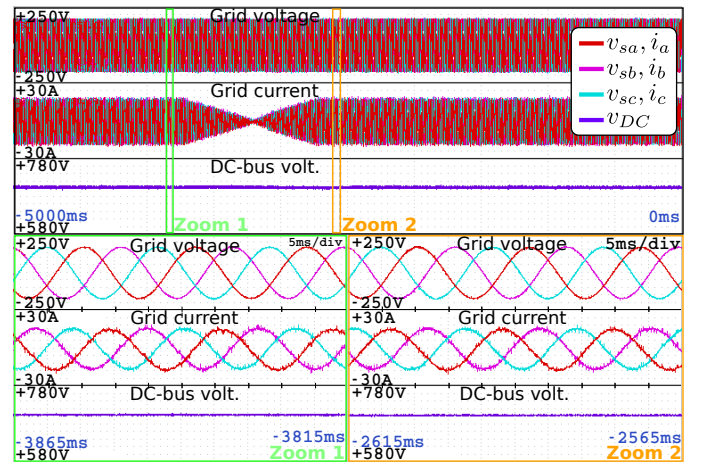 +250V
Grid voltage
-250V
+30A
Grid current
-30A
+780V
DC-bus volt.
-5000ms
0ms
+580V
Zoom 1
Zoom 2
v_sa, i_a
v_sb, i_b
v_sc, i_c
v_DC
+250V
Grid voltage
5ms/div
-250V
+30A
Grid current
-30A
+780V
DC-bus volt.
-3865ms
-3815ms
+580V
Zoom 1
+250V
Grid voltage
5ms/div
-250V
+30A
Grid current
-30A
+780V
DC-bus volt.
-2615ms
-2565ms
+580V
Zoom 2